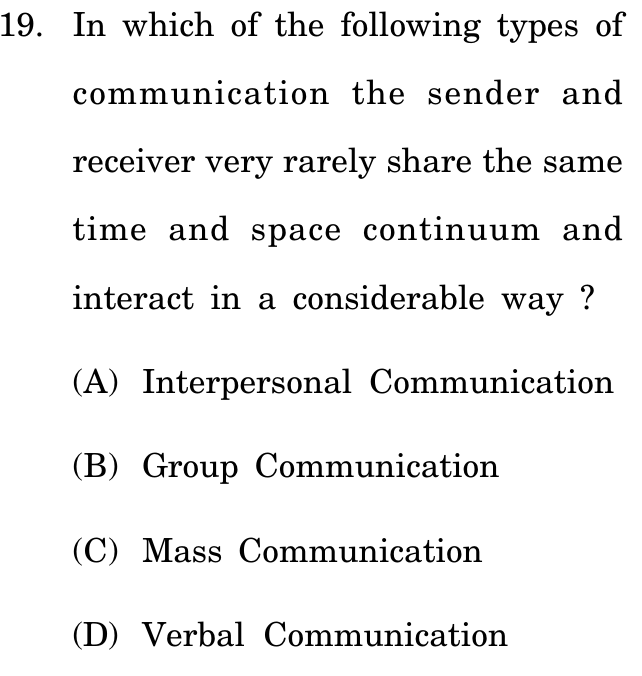 19. In which of the following types of
communication the sender and
receiver very rarely share the same
time and space continuum and
interact in a considerable way ?
(A) Interpersonal Communication
(B) Group Communication
(C) Mass Communication
(D) Verbal Communication